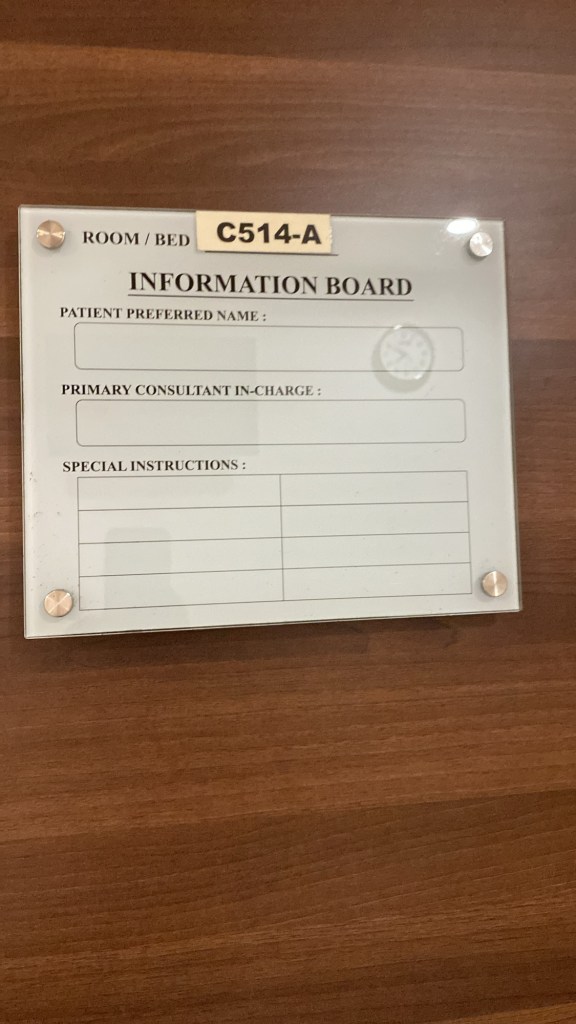 ROOM / BED C514-A
INFORMATION BOARD
PATIENT PREFERRED NAME :
PRIMARY CONSULTANT IN-CHARGE :
SPECIAL INSTRUCTIONS :